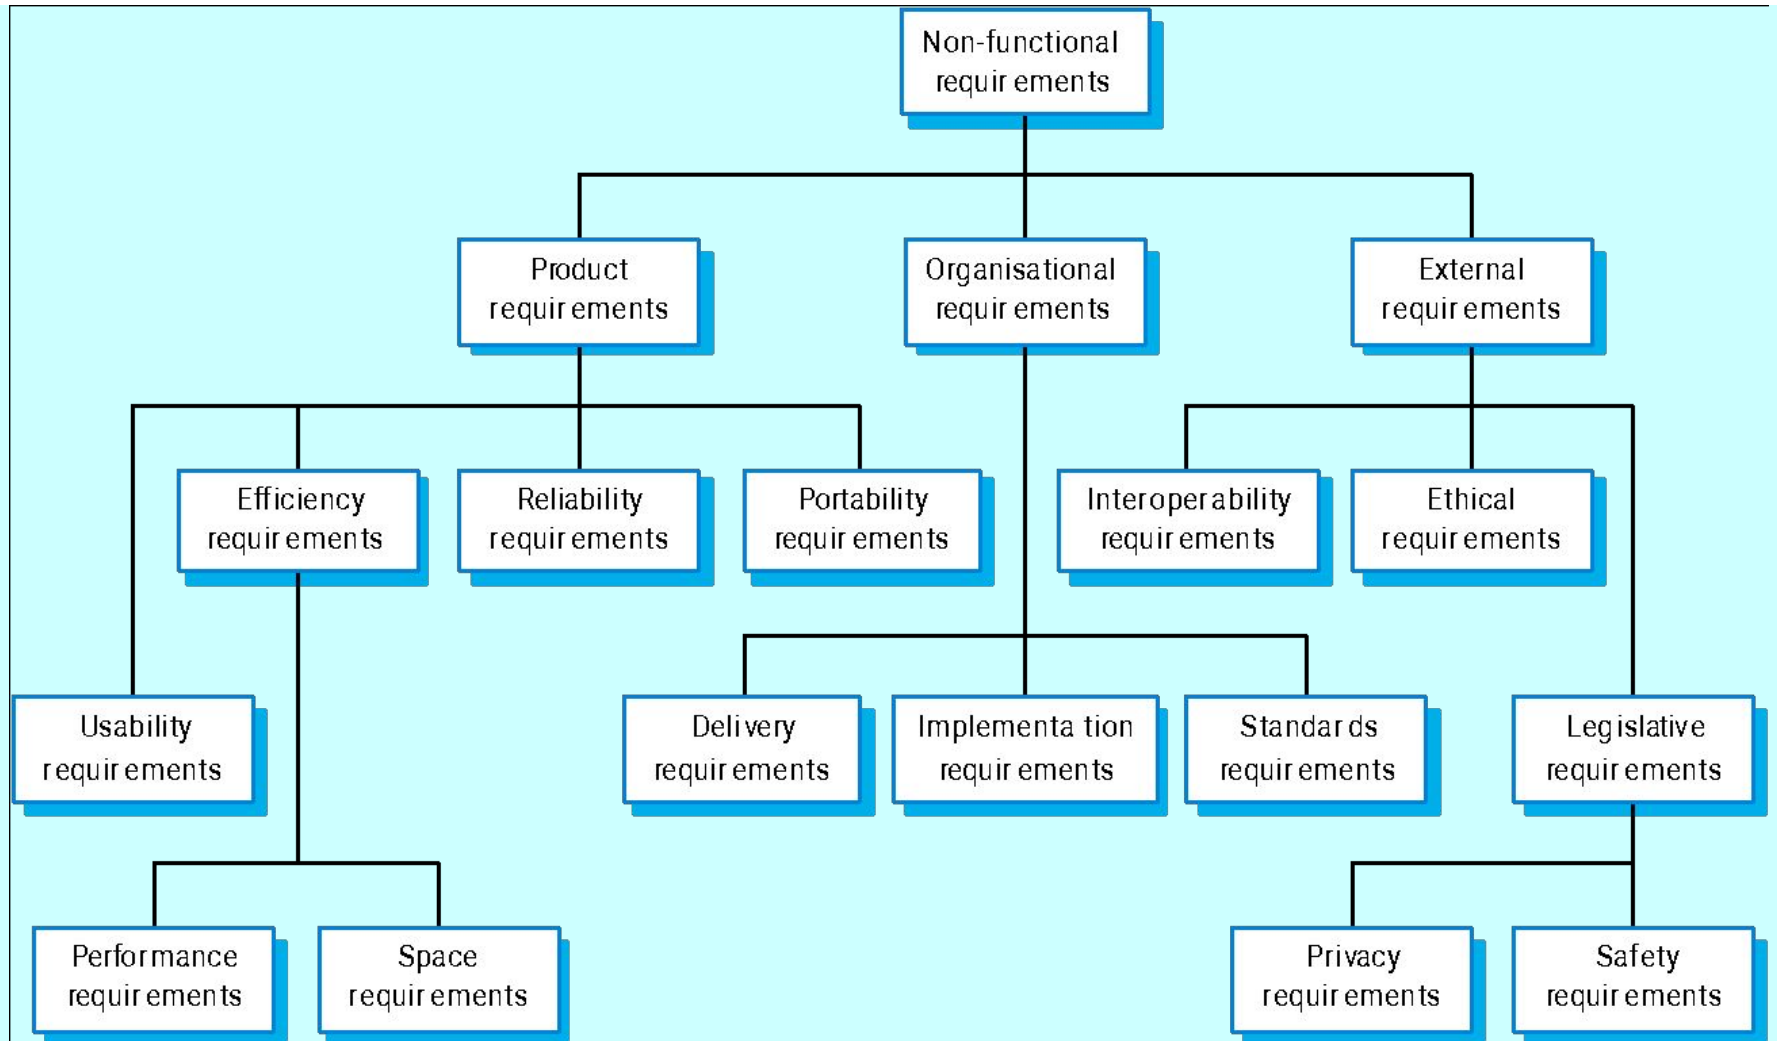 Non-functional
requirements
Product
requirements
Organisational
requirements
External
requirements
Efficiency
requirements
Reliability
requirements
Portability
requirements
Interoperability
requirements
Ethical
requirements
Usability
requirements
Delivery
requirements
Implementation
requirements
Standards
requirements
Legislative
requirements
Performance
requirements
Space
requirements
Privacy
requirements
Safety
requirements